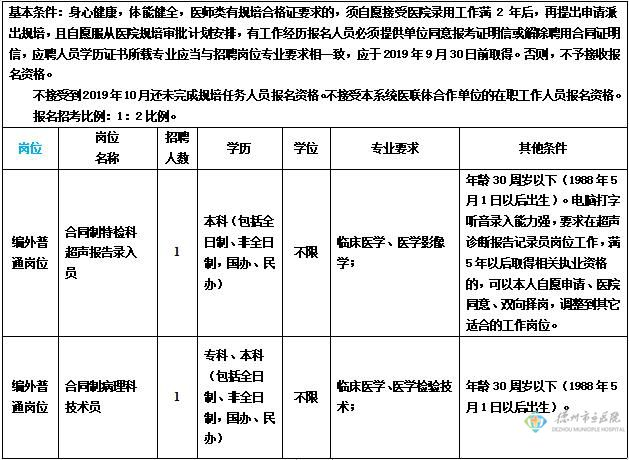 基本条件：身心健康，体能健全，医师类有规培合格证要求的，须自愿接受医院录用工作满 2 年后，再提出申请派
出规培，且自愿服从医院规培审批计划安排，有工作经历报名人员必须提供单位同意报考证明信或解除聘用合同证明
信，应聘人员学历证书所载专业应当与招聘岗位专业要求相一致，应于 2019 年 9 月 30 日前取得。否则，不予接收报
名资格。
不接受到 2019 年 10 月还未完成规培任务人员报名资格。不接受本系统医联体合作单位的在职工作人员报名资格。
报名招考比例：1：2 比例。
岗位
岗位
名称
招聘
人数
学历
学位
专业要求
其他条件
编外普
通岗位
合同制特检科
超声报告录入
员
1
本科（包括全
日制、非全日
制，国办、民
办）
不限
临床医学、医学影像
学；
年龄 30 周岁以下（1988 年 5
月 1 日以后出生）。电脑打字
听音录入能力强，要求在超声
诊断报告记录员岗位工作，满
5 年以后取得相关执业资格
的，可以本人自愿申请、医院
同意、双向择岗，调整到其它
适合的工作岗位。
编外普
通岗位
合同制病理科
技术员
1
专科、本科
（包括全日
制、非全日
制，国办、民
办）
不限
临床医学、医学检验技
术；
年龄 30 周岁以下（1988 年 5
月 1 日以后出生）。
德州市立医院
DEZHOU MUNICIPLE HOSPITAL